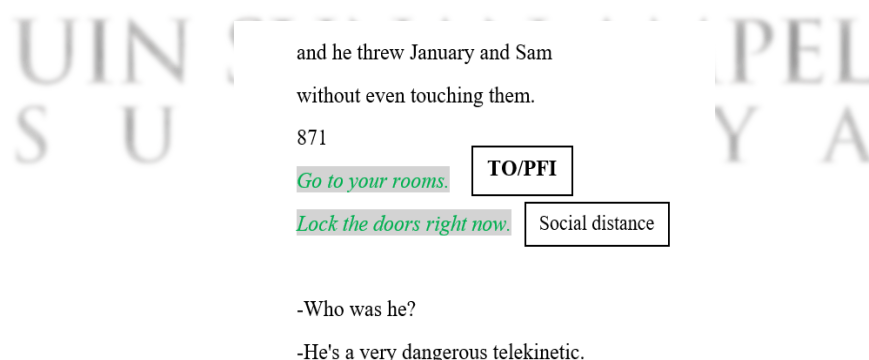 UIN S
PEL
S U
Y A
and he threw January and Sam
without even touching them.
871
Go to your rooms.
TO/PFI
Lock the doors right now.
Social distance
-Who was he?
-He's a very dangerous telekinetic.